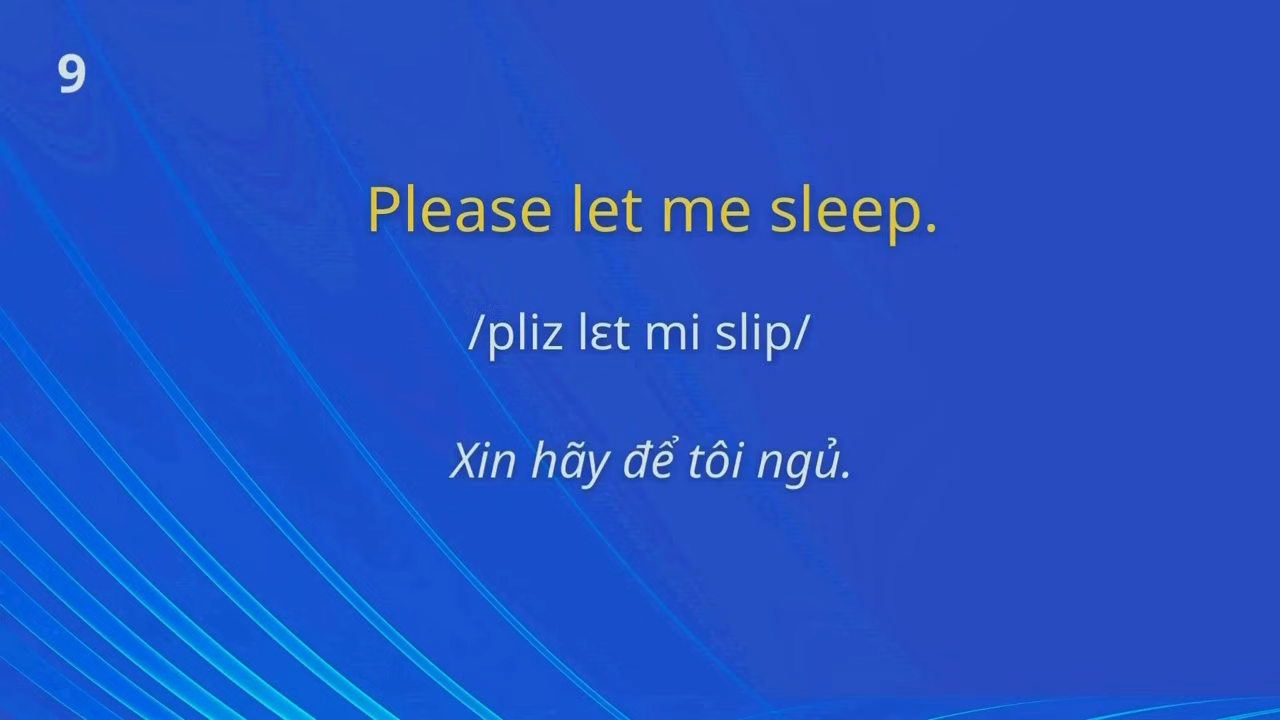 9
Please let me sleep.
/pliz lɛt mi slip/
Xin hãy để tôi ngủ.